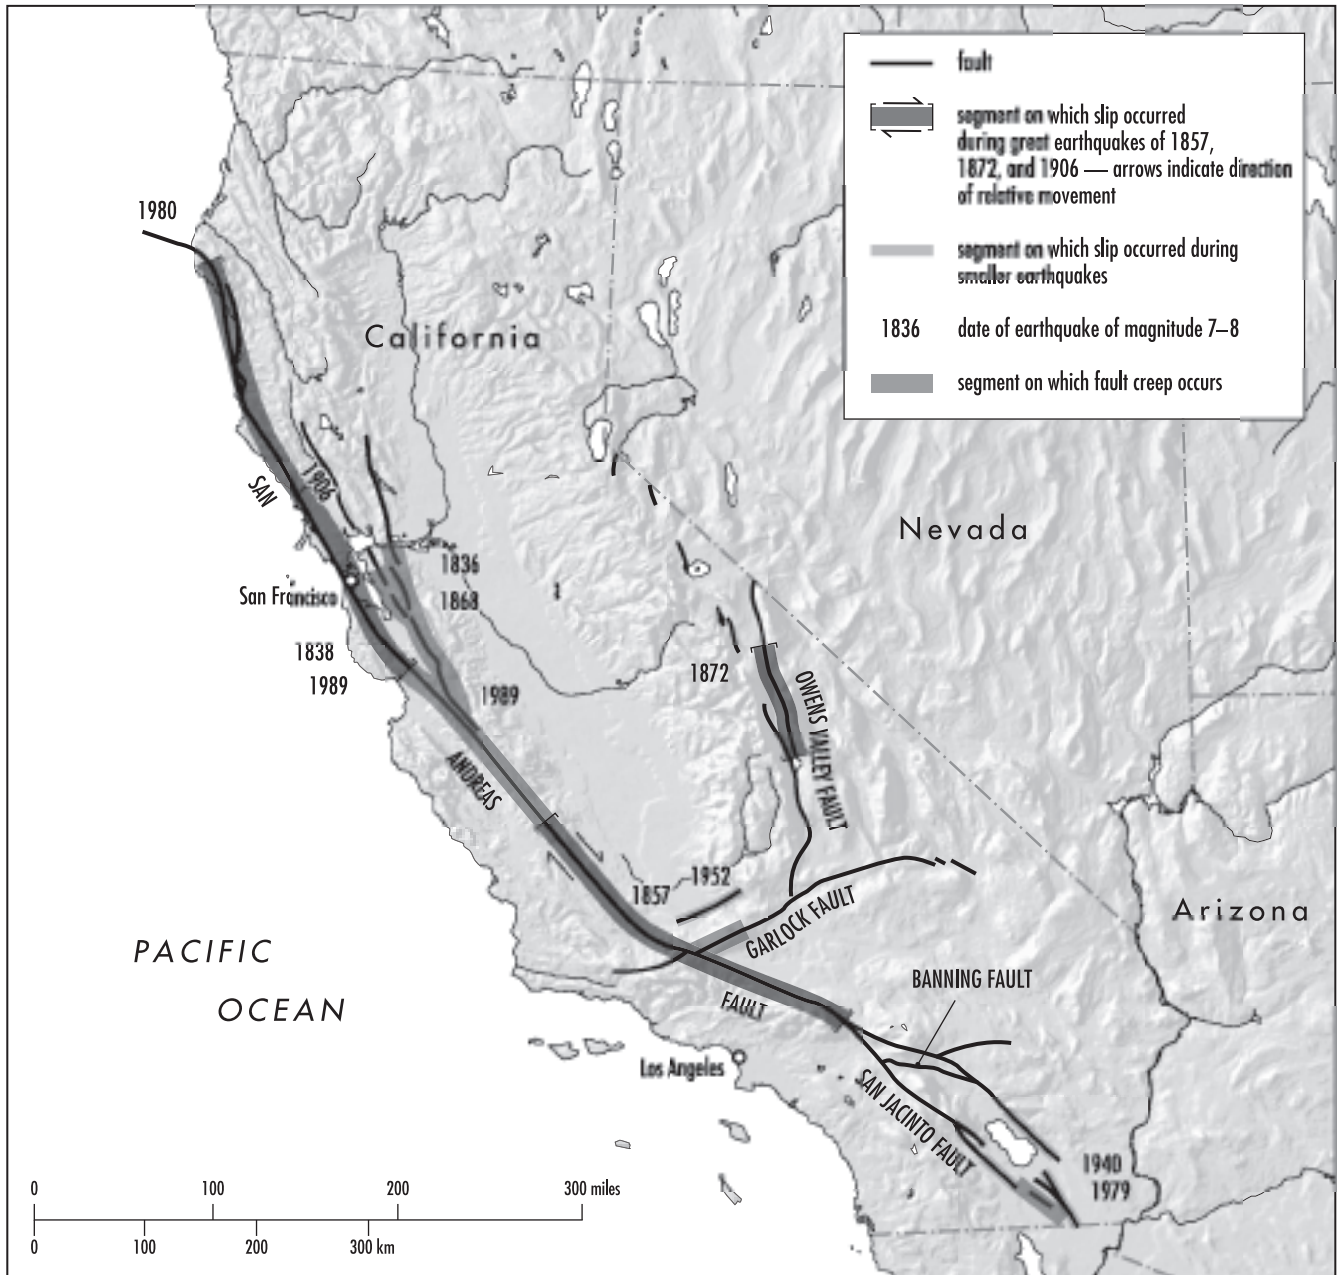 fault
segment on which slip occurred
during great earthquakes of 1857,
1872, and 1906 — arrows indicate direction
of relative movement
segment on which slip occurred during
smaller earthquakes
1836 date of earthquake of magnitude 7–8
segment on which fault creep occurs
1980
California
1906
SAN
Nevada
1836
San Francisco
1868
1838
1872
1989
1989
OWENS VALLEY FAULT
ANDREAS
1952
1857
GARLOCK FAULT
Arizona
PACIFIC
OCEAN
BANNING FAULT
FAULT
Los Angeles
SAN JACINTO FAULT
1940
1979
0 100 200 300 miles
0 100 200 300 km